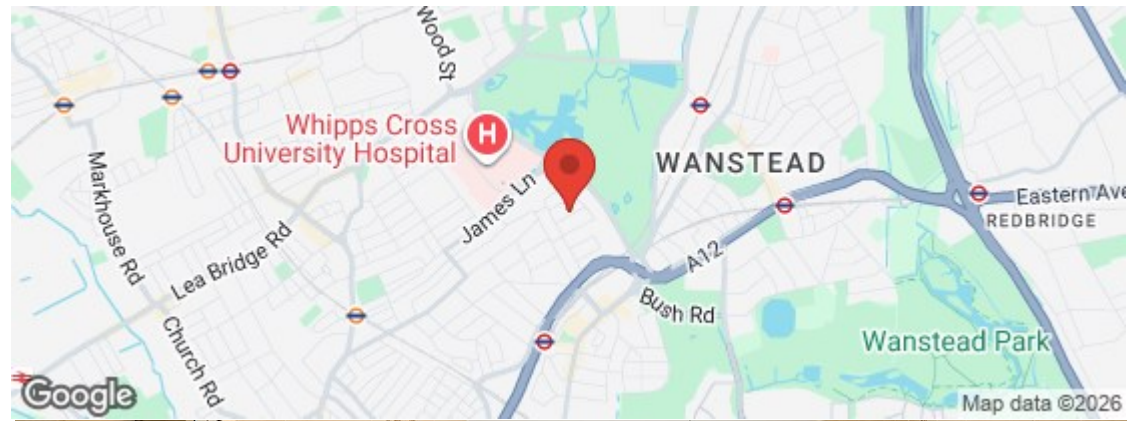 Wood St
Whipps Cross
University Hospital
H
WANSTEAD
Markhouse Rd
James Ln
Eastern Ave
REDBRIDGE
Lea Bridge Rd
A12
Bush Rd
Church Rd
Wanstead Park
Google
Map data ©2026